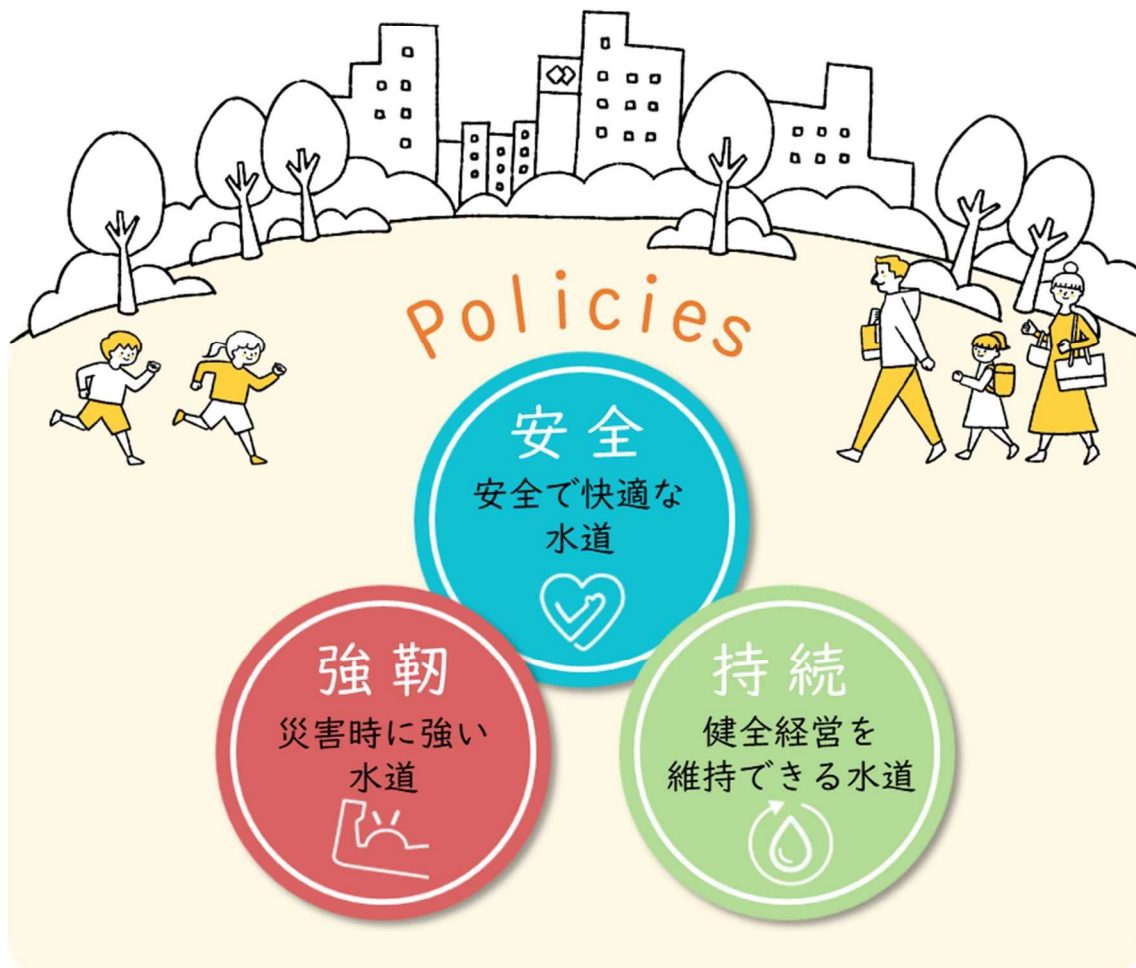 Policies
安全
安全で快適な
水道
強靭
災害時に強い
水道
持続
健全経営を
維持できる水道